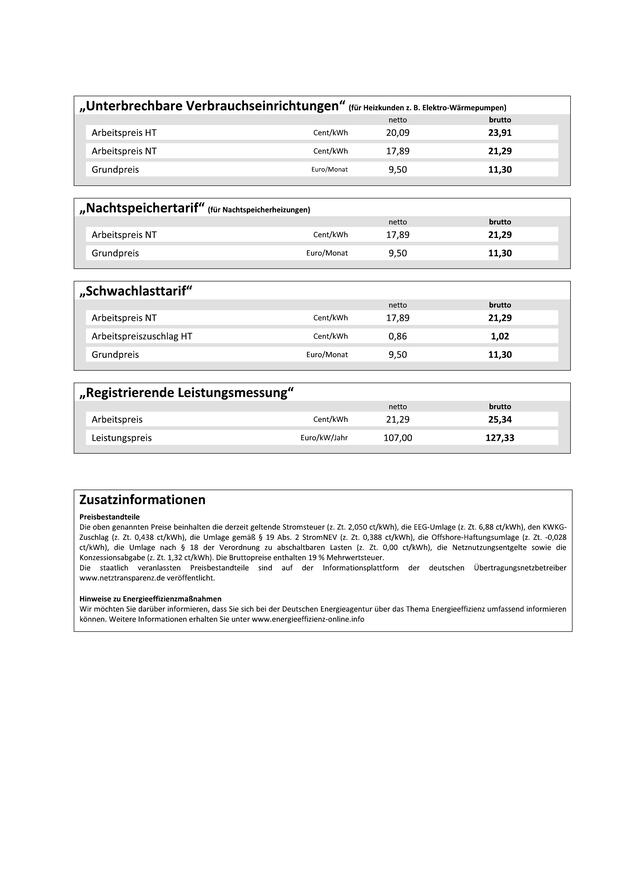 „Unterbrechbare Verbrauchseinrichtungen“ (für Heizkunden z. B. Elektro-Wärmepumpen)
netto brutto
Arbeitspreis HT Cent/kWh 20,09 23,91
Arbeitspreis NT Cent/kWh 17,89 21,29
Grundpreis Euro/Monat 9,50 11,30
„Nachtspeichertarif“ (für Nachtspeicherheizungen)
netto brutto
Arbeitspreis NT Cent/kWh 17,89 21,29
Grundpreis Euro/Monat 9,50 11,30
„Schwachlasttarif“
netto brutto
Arbeitspreis NT Cent/kWh 17,89 21,29
Arbeitspreiszuschlag HT Cent/kWh 0,86 1,02
Grundpreis Euro/Monat 9,50 11,30
„Registrierende Leistungsmessung“
netto brutto
Arbeitspreis Cent/kWh 21,29 25,34
Leistungspreis Euro/kW/Jahr 107,00 127,33
Zusatzinformationen
Preisbestandteile
Die oben genannten Preise beinhalten die derzeit geltende Stromsteuer (z. Zt. 2,050 ct/kWh), die EEG-Umlage (z. Zt. 6,88 ct/kWh), den KWKG-
Zuschlag (z. Zt. 0,438 ct/kWh), die Umlage gemäß § 19 Abs. 2 StromNEV (z. Zt. 0,388 ct/kWh), die Offshore-Haftungsumlage (z. Zt. -0,028
ct/kWh), die Umlage nach § 18 der Verordnung zu abschaltbaren Lasten (z. Zt. 0,00 ct/kWh), die Netznutzungsentgelte sowie die
Konzessionsabgabe (z. Zt. 1,32 ct/kWh). Die Bruttopreise enthalten 19 % Mehrwertsteuer.
Die staatlich veranlassten Preisbestandteile sind auf der Informationsplattform der deutschen Übertragungsnetzbetreiber
www.netztransparenz.de veröffentlicht.
Hinweise zu Energieeffizienzmaßnahmen
Wir möchten Sie darüber informieren, dass Sie sich bei der Deutschen Energieagentur über das Thema Energieeffizienz umfassend informieren
können. Weitere Informationen erhalten Sie unter www.energieeffizienz-online.info